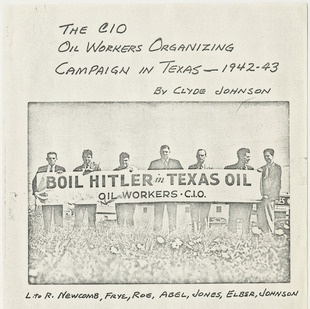 THE CIO
OIL WORKERS ORGANIZING
CAMPAIGN IN TEXAS — 1942-43
BY CLYDE JOHNSON
BOIL HITLER in TEXAS OIL
OIL WORKERS · C.I.O.
L. to R. NEWCOMB, FRYE, ROE, ABEL, JONES, ELBER, JOHNSON